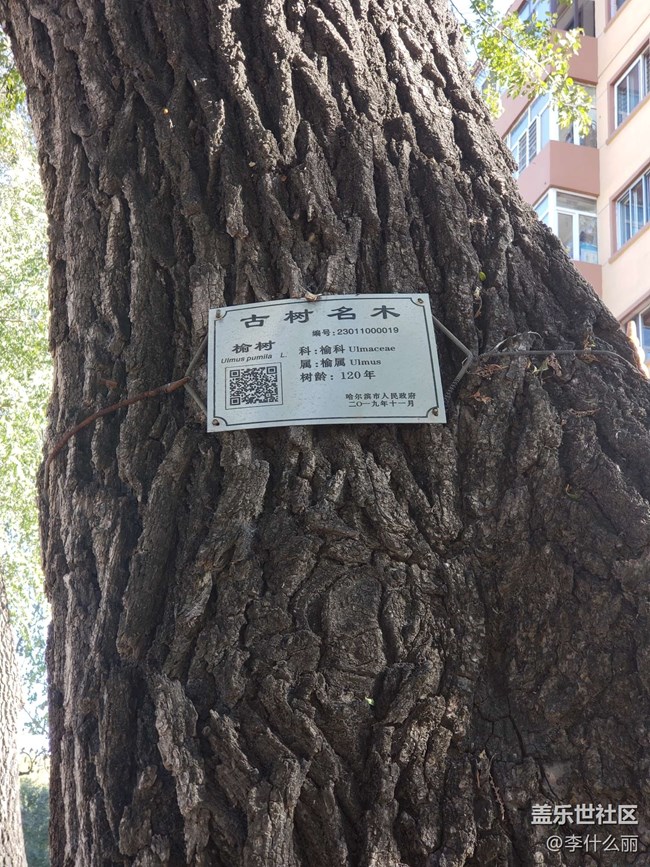 古树名木
编号:23011000019
榆树
Ulmus pumila L.
科:榆科 Ulmaceae
属:榆属 Ulmus
树龄:120年
哈尔滨市人民政府
二〇一九年十一月
盖乐世社区
@李什么丽